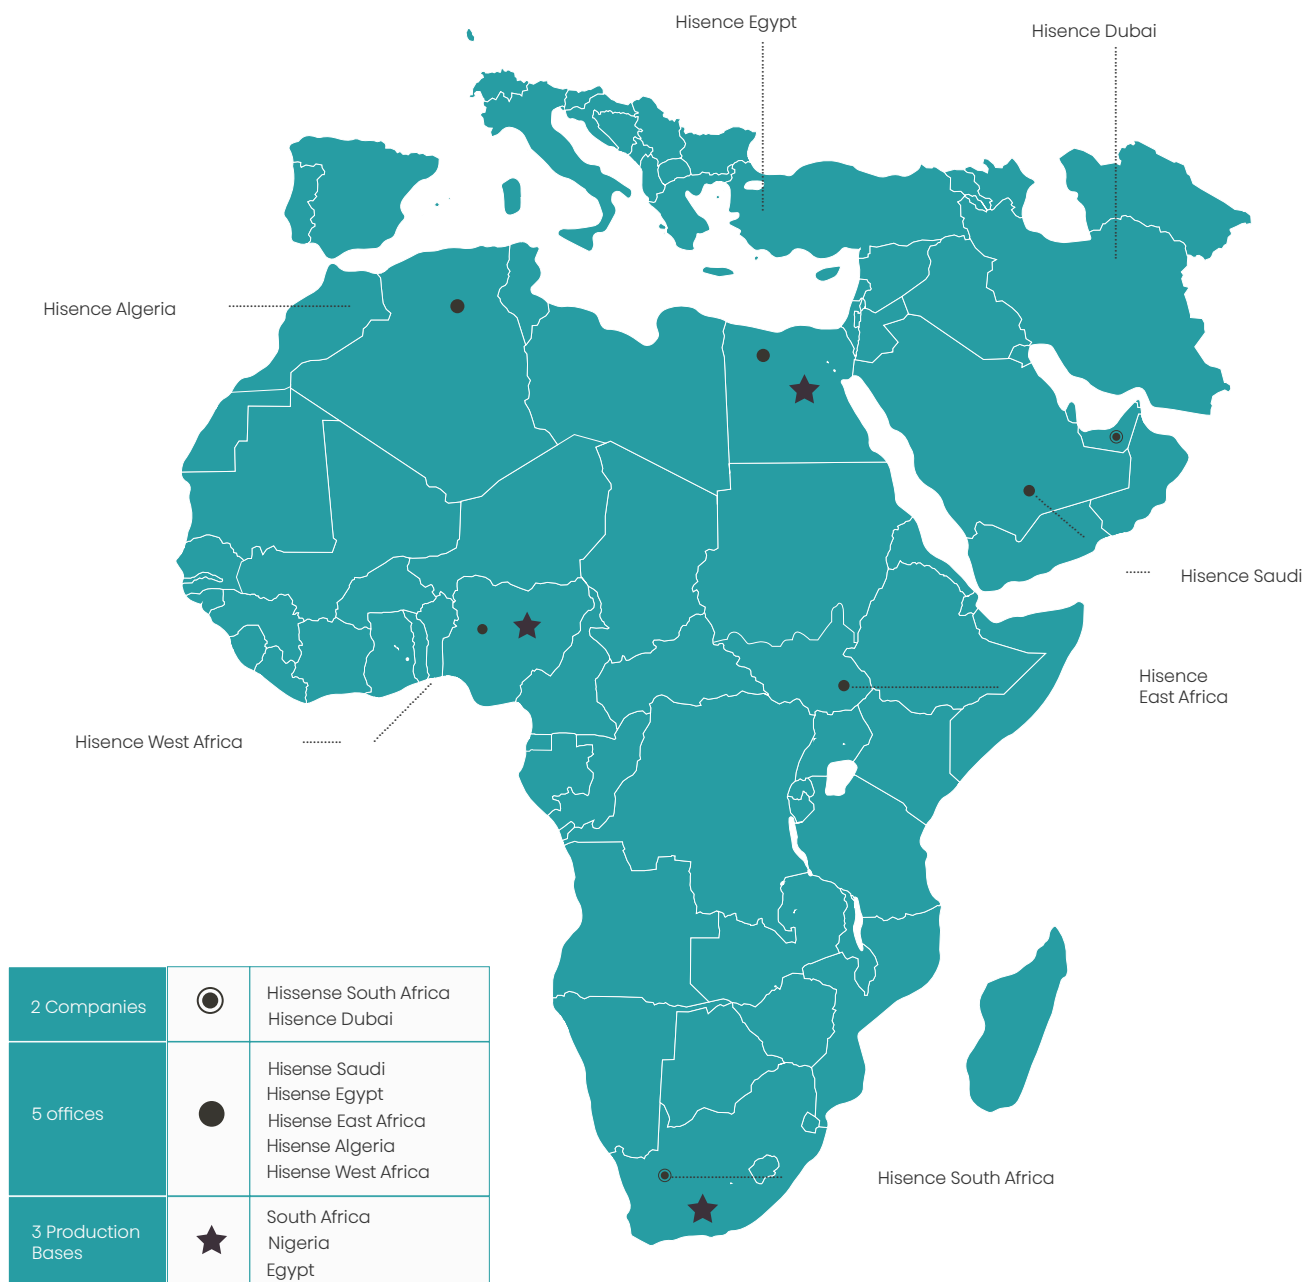 Hisence Egypt
Hisence Dubai
Hisence Algeria
Hisence Saudi
Hisence
East Africa
Hisence West Africa
Hisence South Africa
2 Companies
Hissense South Africa
Hisence Dubai
5 offices
Hisense Saudi
Hisense Egypt
Hisense East Africa
Hisense Algeria
Hisense West Africa
3 Production
Bases
South Africa
Nigeria
Egypt